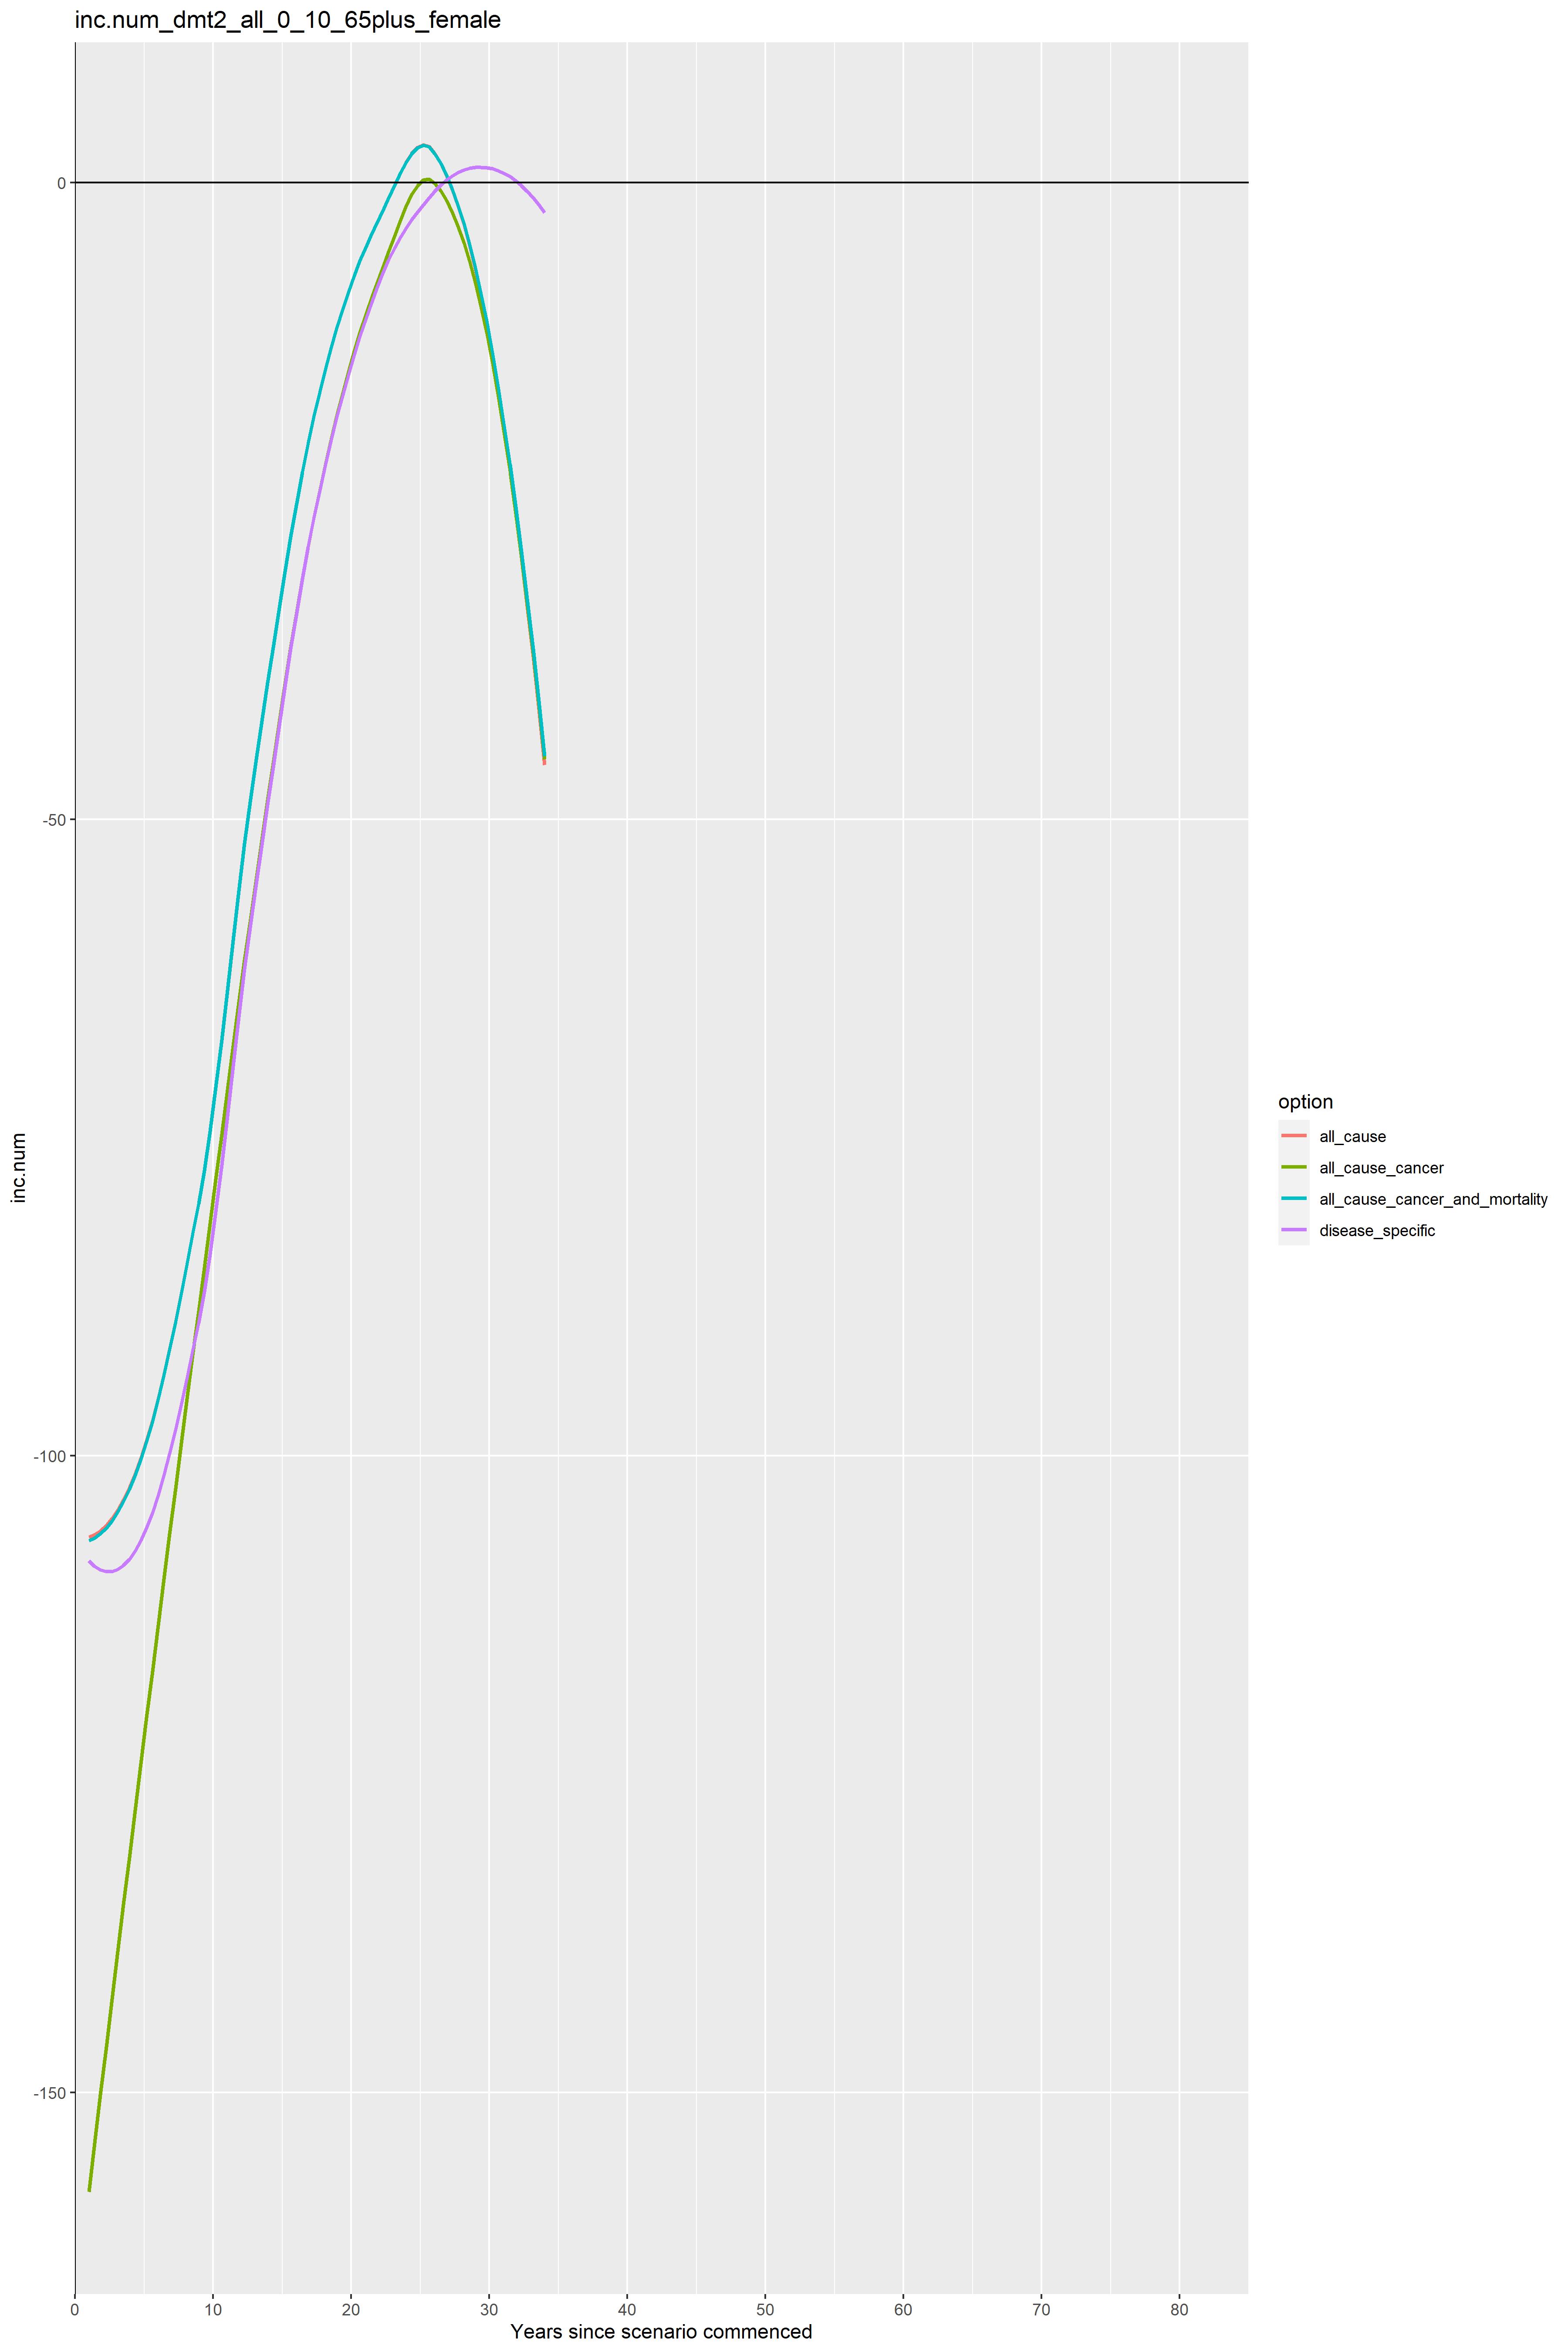 inc.num_dmt2_all_0_10_65plus_female
0
-50
-100
-150
inc.num
0 10 20 30 40 50 60 70 80
Years since scenario commenced
option
all_cause
all_cause_cancer
all_cause_cancer_and_mortality
disease_specific